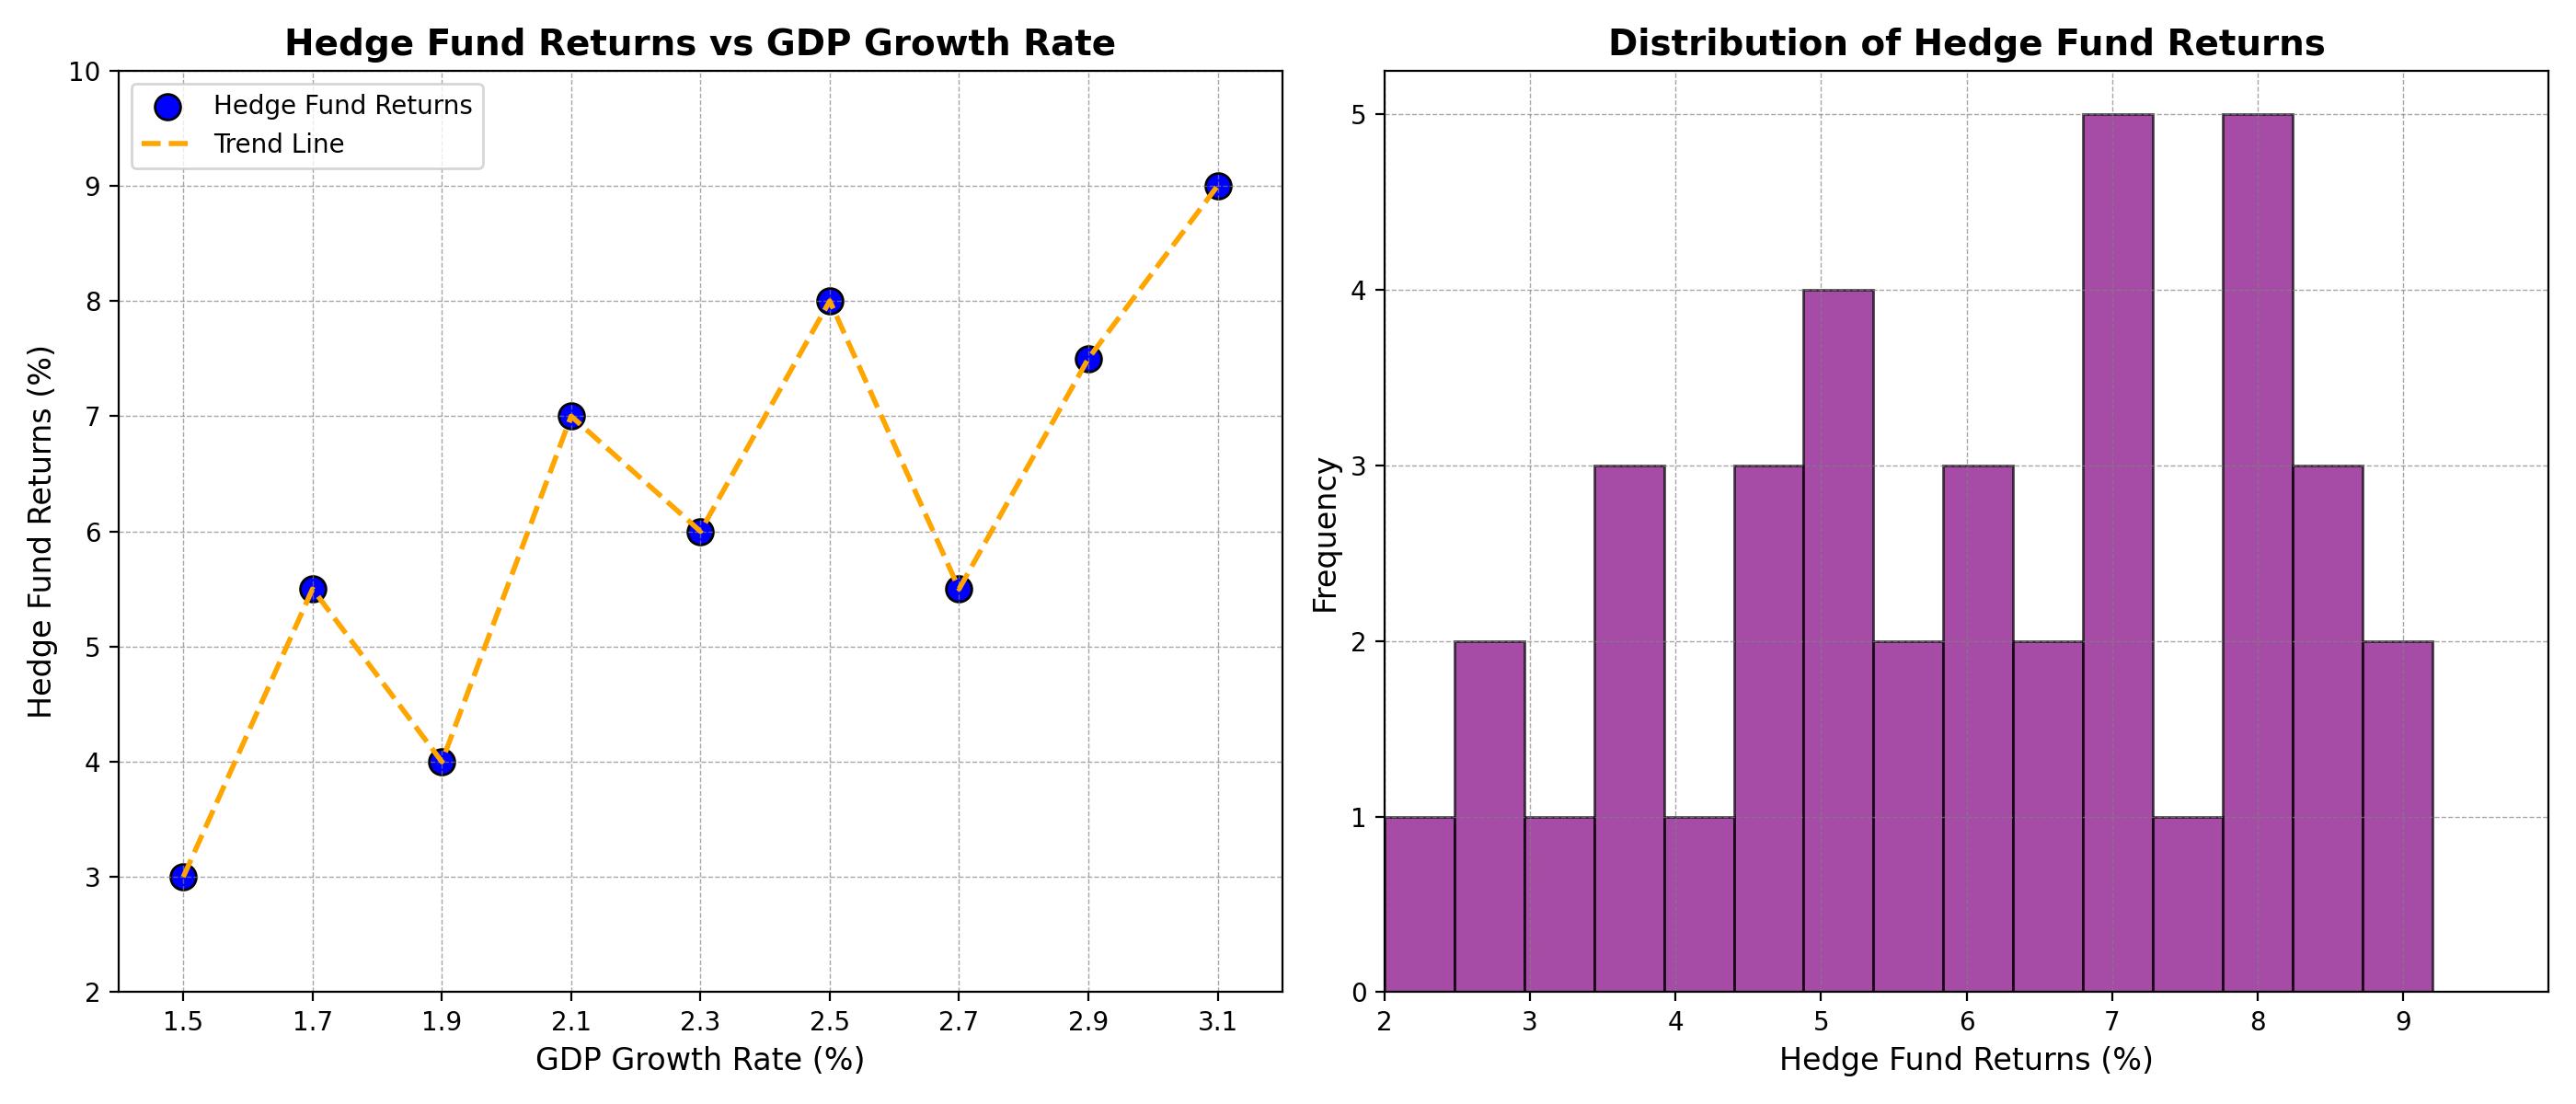 Hedge Fund Returns vs GDP Growth Rate
Hedge Fund Returns
Trend Line
Hedge Fund Returns (%)
10
9
8
7
6
5
4
3
2
1.5 1.7 1.9 2.1 2.3 2.5 2.7 2.9 3.1
GDP Growth Rate (%)
Distribution of Hedge Fund Returns
Frequency
5
4
3
2
1
0
2 3 4 5 6 7 8 9
Hedge Fund Returns (%)